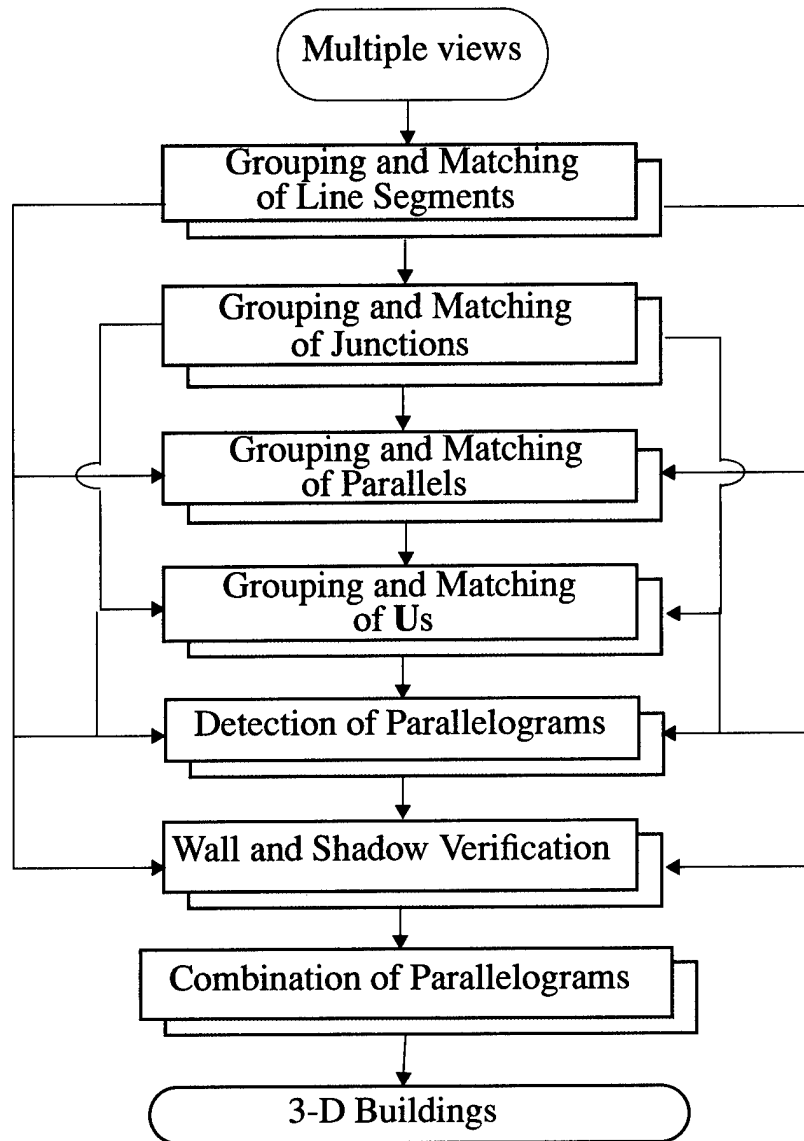 Multiple views
Grouping and Matching
of Line Segments
Grouping and Matching
of Junctions
Grouping and Matching
of Parallels
Grouping and Matching
of Us
Detection of Parallelograms
Wall and Shadow Verification
Combination of Parallelograms
3-D Buildings